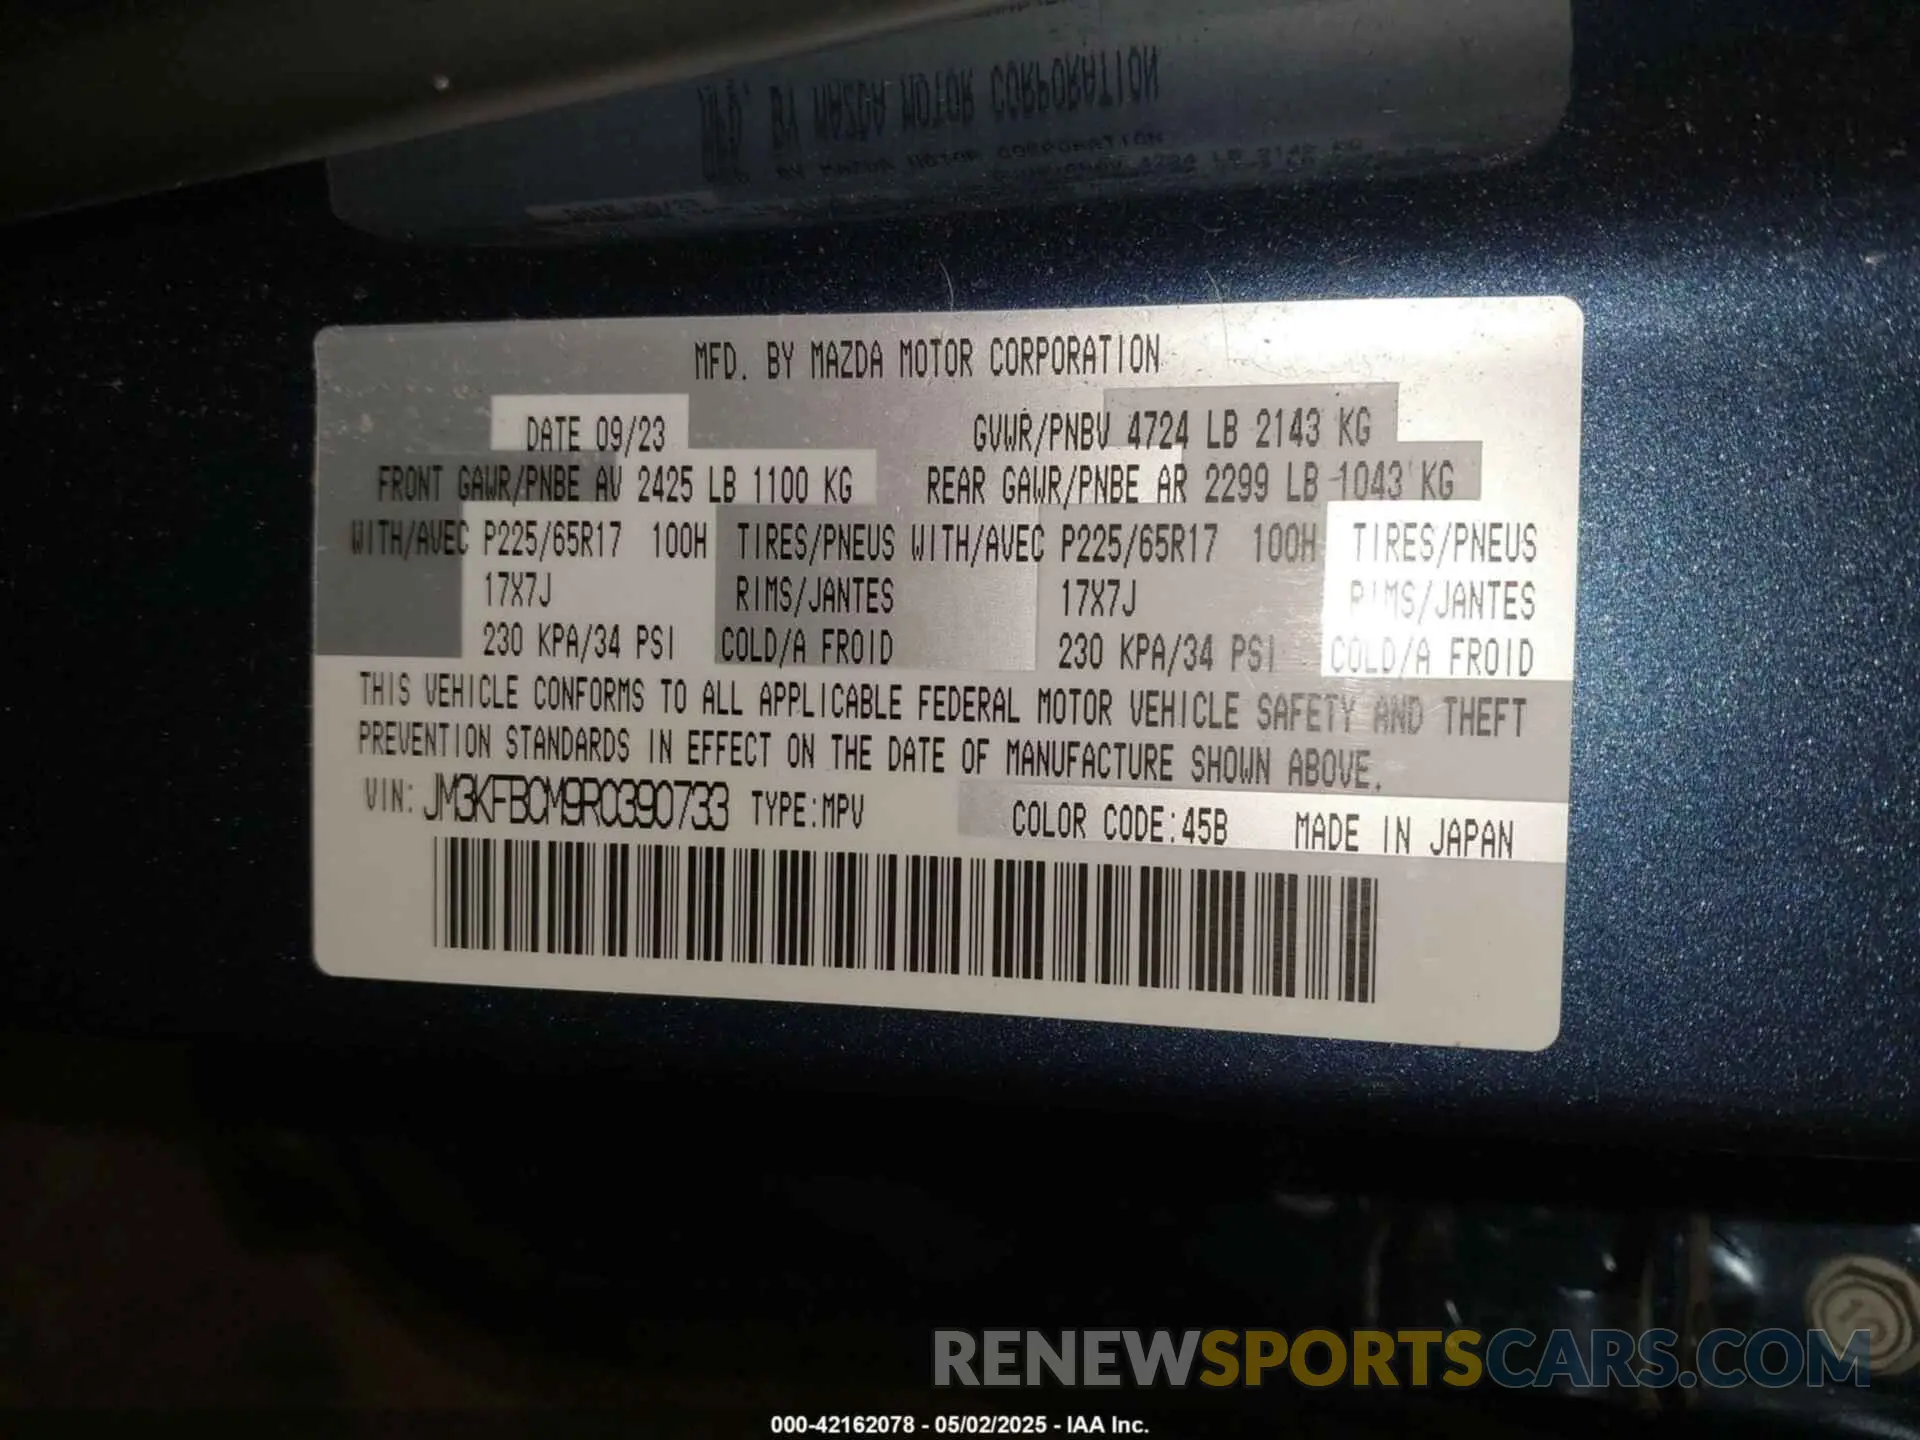 MFD. BY MAZDA MOTOR CORPORATION
MFD. BY MAZDA MOTOR CORPORATION
DATE 09/23 GVWR/PNBV 4724 LB 2143 KG
FRONT GAWR/PNBE AV 2425 LB 1100 KG REAR GAWR/PNBE AR 2299 LB 1043 KG
WITH/AVEC P225/65R17 100H TIRES/PNEUS WITH/AVEC P225/65R17 100H TIRES/PNEUS
17X7J RIMS/JANTES 17X7J RIMS/JANTES
230 KPA/34 PSI COLD/A FROID 230 KPA/34 PSI COLD/A FROID
THIS VEHICLE CONFORMS TO ALL APPLICABLE FEDERAL MOTOR VEHICLE SAFETY AND THEFT
PREVENTION STANDARDS IN EFFECT ON THE DATE OF MANUFACTURE SHOWN ABOVE.
VIN: JM3KFBCM9R0390733 TYPE:MPV COLOR CODE:45B MADE IN JAPAN
RENEWSPORTSCARS.COM
000-42162078 - 05/02/2025 - IAA Inc.